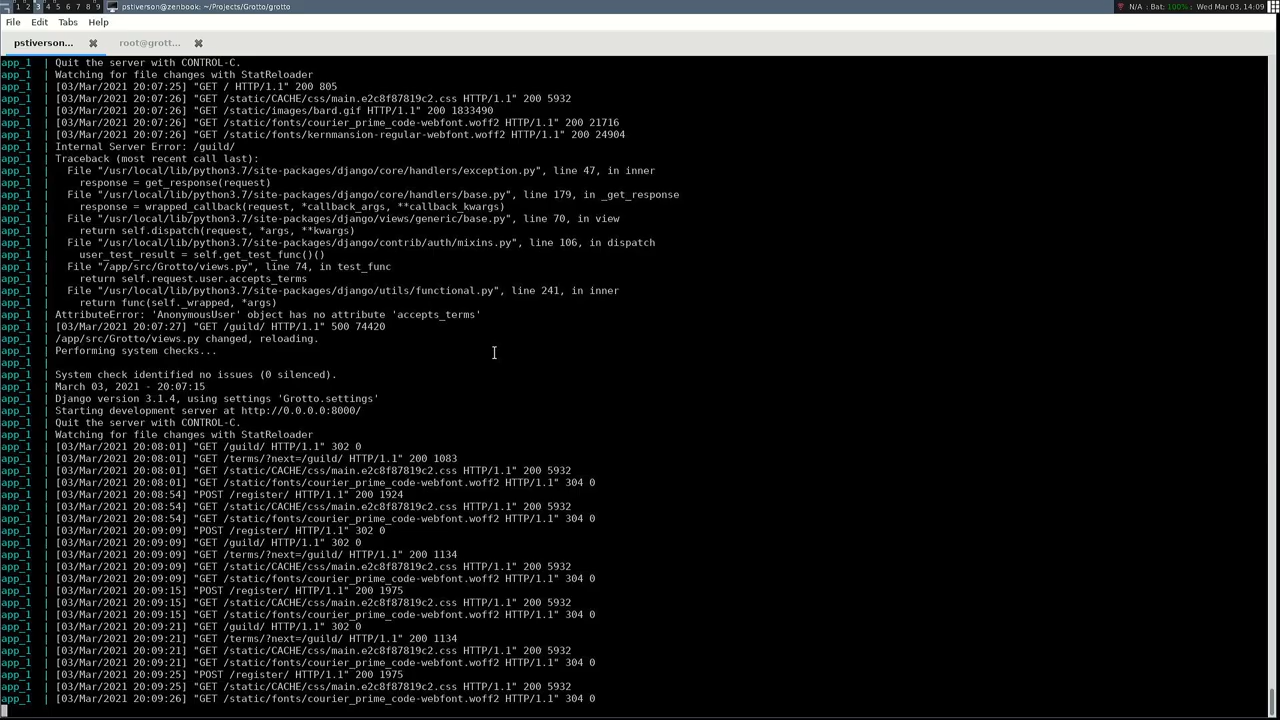 1 2 3 4 5 6 7 8 9 pstiverson@zenbook: ~/Projects/Grotto/grotto N/A : Bat: 100% : Wed Mar 03, 14:09
File Edit Tabs Help
pstiverson... root@grott...
app_1 | Quit the server with CONTROL-C.
app_1 | Watching for file changes with StatReloader
app_1 | [03/Mar/2021 20:07:25] "GET / HTTP/1.1" 200 805
app_1 | [03/Mar/2021 20:07:26] "GET /static/CACHE/css/main.e2c8f87819c2.css HTTP/1.1" 200 5932
app_1 | [03/Mar/2021 20:07:26] "GET /static/images/bard.gif HTTP/1.1" 200 1833490
app_1 | [03/Mar/2021 20:07:26] "GET /static/fonts/courier_prime_code-webfont.woff2 HTTP/1.1" 200 21716
app_1 | [03/Mar/2021 20:07:26] "GET /static/fonts/kernmansion-regular-webfont.woff2 HTTP/1.1" 200 24904
app_1 | Internal Server Error: /guild/
app_1 | Traceback (most recent call last):
app_1 |   File "/usr/local/lib/python3.7/site-packages/django/core/handlers/exception.py", line 47, in inner
app_1 |     response = get_response(request)
app_1 |   File "/usr/local/lib/python3.7/site-packages/django/core/handlers/base.py", line 179, in _get_response
app_1 |     response = wrapped_callback(request, *callback_args, **callback_kwargs)
app_1 |   File "/usr/local/lib/python3.7/site-packages/django/views/generic/base.py", line 70, in view
app_1 |     return self.dispatch(request, *args, **kwargs)
app_1 |   File "/usr/local/lib/python3.7/site-packages/django/contrib/auth/mixins.py", line 106, in dispatch
app_1 |     user_test_result = self.get_test_func()()
app_1 |   File "/app/src/Grotto/views.py", line 74, in test_func
app_1 |     return self.request.user.accepts_terms
app_1 |   File "/usr/local/lib/python3.7/site-packages/django/utils/functional.py", line 241, in inner
app_1 |     return func(self._wrapped, *args)
app_1 | AttributeError: 'AnonymousUser' object has no attribute 'accepts_terms'
app_1 | [03/Mar/2021 20:07:27] "GET /guild/ HTTP/1.1" 500 74420
app_1 | /app/src/Grotto/views.py changed, reloading.
app_1 | Performing system checks...
app_1 |
app_1 | System check identified no issues (0 silenced).
app_1 | March 03, 2021 - 20:07:15
app_1 | Django version 3.1.4, using settings 'Grotto.settings'
app_1 | Starting development server at http://0.0.0.0:8000/
app_1 | Quit the server with CONTROL-C.
app_1 | Watching for file changes with StatReloader
app_1 | [03/Mar/2021 20:08:01] "GET /guild/ HTTP/1.1" 302 0
app_1 | [03/Mar/2021 20:08:01] "GET /terms/?next=/guild/ HTTP/1.1" 200 1083
app_1 | [03/Mar/2021 20:08:01] "GET /static/CACHE/css/main.e2c8f87819c2.css HTTP/1.1" 200 5932
app_1 | [03/Mar/2021 20:08:01] "GET /static/fonts/courier_prime_code-webfont.woff2 HTTP/1.1" 304 0
app_1 | [03/Mar/2021 20:08:54] "POST /register/ HTTP/1.1" 200 1924
app_1 | [03/Mar/2021 20:08:54] "GET /static/CACHE/css/main.e2c8f87819c2.css HTTP/1.1" 200 5932
app_1 | [03/Mar/2021 20:08:54] "GET /static/fonts/courier_prime_code-webfont.woff2 HTTP/1.1" 304 0
app_1 | [03/Mar/2021 20:09:09] "POST /register/ HTTP/1.1" 302 0
app_1 | [03/Mar/2021 20:09:09] "GET /guild/ HTTP/1.1" 302 0
app_1 | [03/Mar/2021 20:09:09] "GET /terms/?next=/guild/ HTTP/1.1" 200 1134
app_1 | [03/Mar/2021 20:09:09] "GET /static/CACHE/css/main.e2c8f87819c2.css HTTP/1.1" 200 5932
app_1 | [03/Mar/2021 20:09:09] "GET /static/fonts/courier_prime_code-webfont.woff2 HTTP/1.1" 304 0
app_1 | [03/Mar/2021 20:09:15] "POST /register/ HTTP/1.1" 200 1975
app_1 | [03/Mar/2021 20:09:15] "GET /static/CACHE/css/main.e2c8f87819c2.css HTTP/1.1" 200 5932
app_1 | [03/Mar/2021 20:09:15] "GET /static/fonts/courier_prime_code-webfont.woff2 HTTP/1.1" 304 0
app_1 | [03/Mar/2021 20:09:21] "GET /guild/ HTTP/1.1" 302 0
app_1 | [03/Mar/2021 20:09:21] "GET /terms/?next=/guild/ HTTP/1.1" 200 1134
app_1 | [03/Mar/2021 20:09:21] "GET /static/CACHE/css/main.e2c8f87819c2.css HTTP/1.1" 200 5932
app_1 | [03/Mar/2021 20:09:21] "GET /static/fonts/courier_prime_code-webfont.woff2 HTTP/1.1" 304 0
app_1 | [03/Mar/2021 20:09:25] "POST /register/ HTTP/1.1" 200 1975
app_1 | [03/Mar/2021 20:09:25] "GET /static/CACHE/css/main.e2c8f87819c2.css HTTP/1.1" 200 5932
app_1 | [03/Mar/2021 20:09:26] "GET /static/fonts/courier_prime_code-webfont.woff2 HTTP/1.1" 304 0